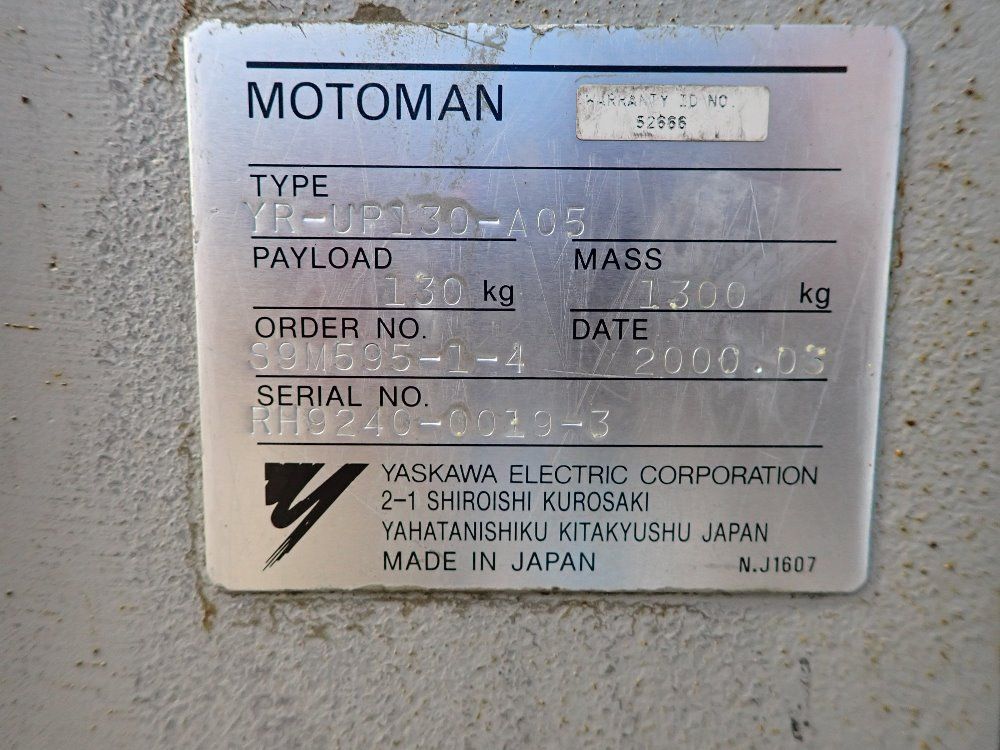 MOTOMAN
WARRANTY ID NO.
52666
TYPE
YR-UP130-A05
PAYLOAD
130 kg
MASS
1300 kg
ORDER NO.
S9M595-1-4
DATE
2000.03
SERIAL NO.
RH9240-0019-3
YASKAWA ELECTRIC CORPORATION
2-1 SHIROISHI KUROSAKI
YAHATANISHIKU KITAKYUSHU JAPAN
MADE IN JAPAN
N.J1607